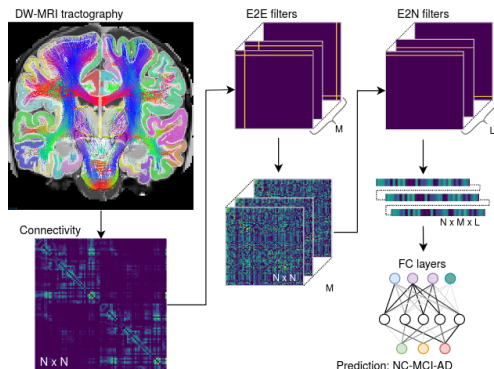 DW-MRI tractography
E2E filters
E2N filters
M
L
Connectivity
N x N
N x N
M
N x M x L
FC layers
Prediction: NC-MCI-AD